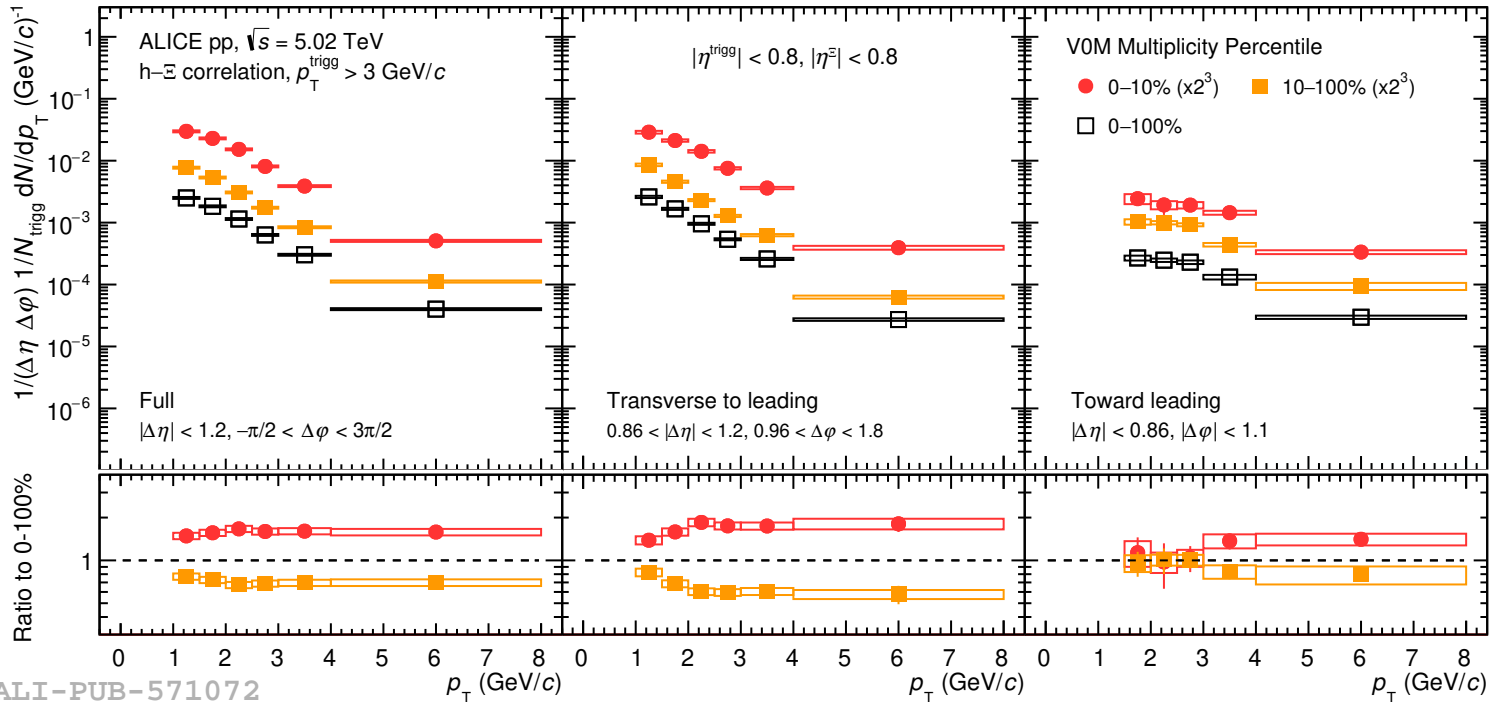 1/(Δη Δφ) 1/N_trigg dN/dp_T (GeV/c)^-1
1
10^−1
10^−2
10^−3
10^−4
10^−5
10^−6
ALICE pp, √s = 5.02 TeV
h−Ξ correlation, p_T^trigg > 3 GeV/c
Full
|Δη| < 1.2, −π/2 < Δφ < 3π/2
|η^trigg| < 0.8, |η^Ξ| < 0.8
Transverse to leading
0.86 < |Δη| < 1.2, 0.96 < Δφ < 1.8
V0M Multiplicity Percentile
0−10% (x2^3) 10−100% (x2^3)
0−100%
Toward leading
|Δη| < 0.86, |Δφ| < 1.1
Ratio to 0-100%
1
0 1 2 3 4 5 6 7 8 0 1 2 3 4 5 6 7 8 0 1 2 3 4 5 6 7 8
p_T (GeV/c) p_T (GeV/c) p_T (GeV/c)
ALI-PUB-571072